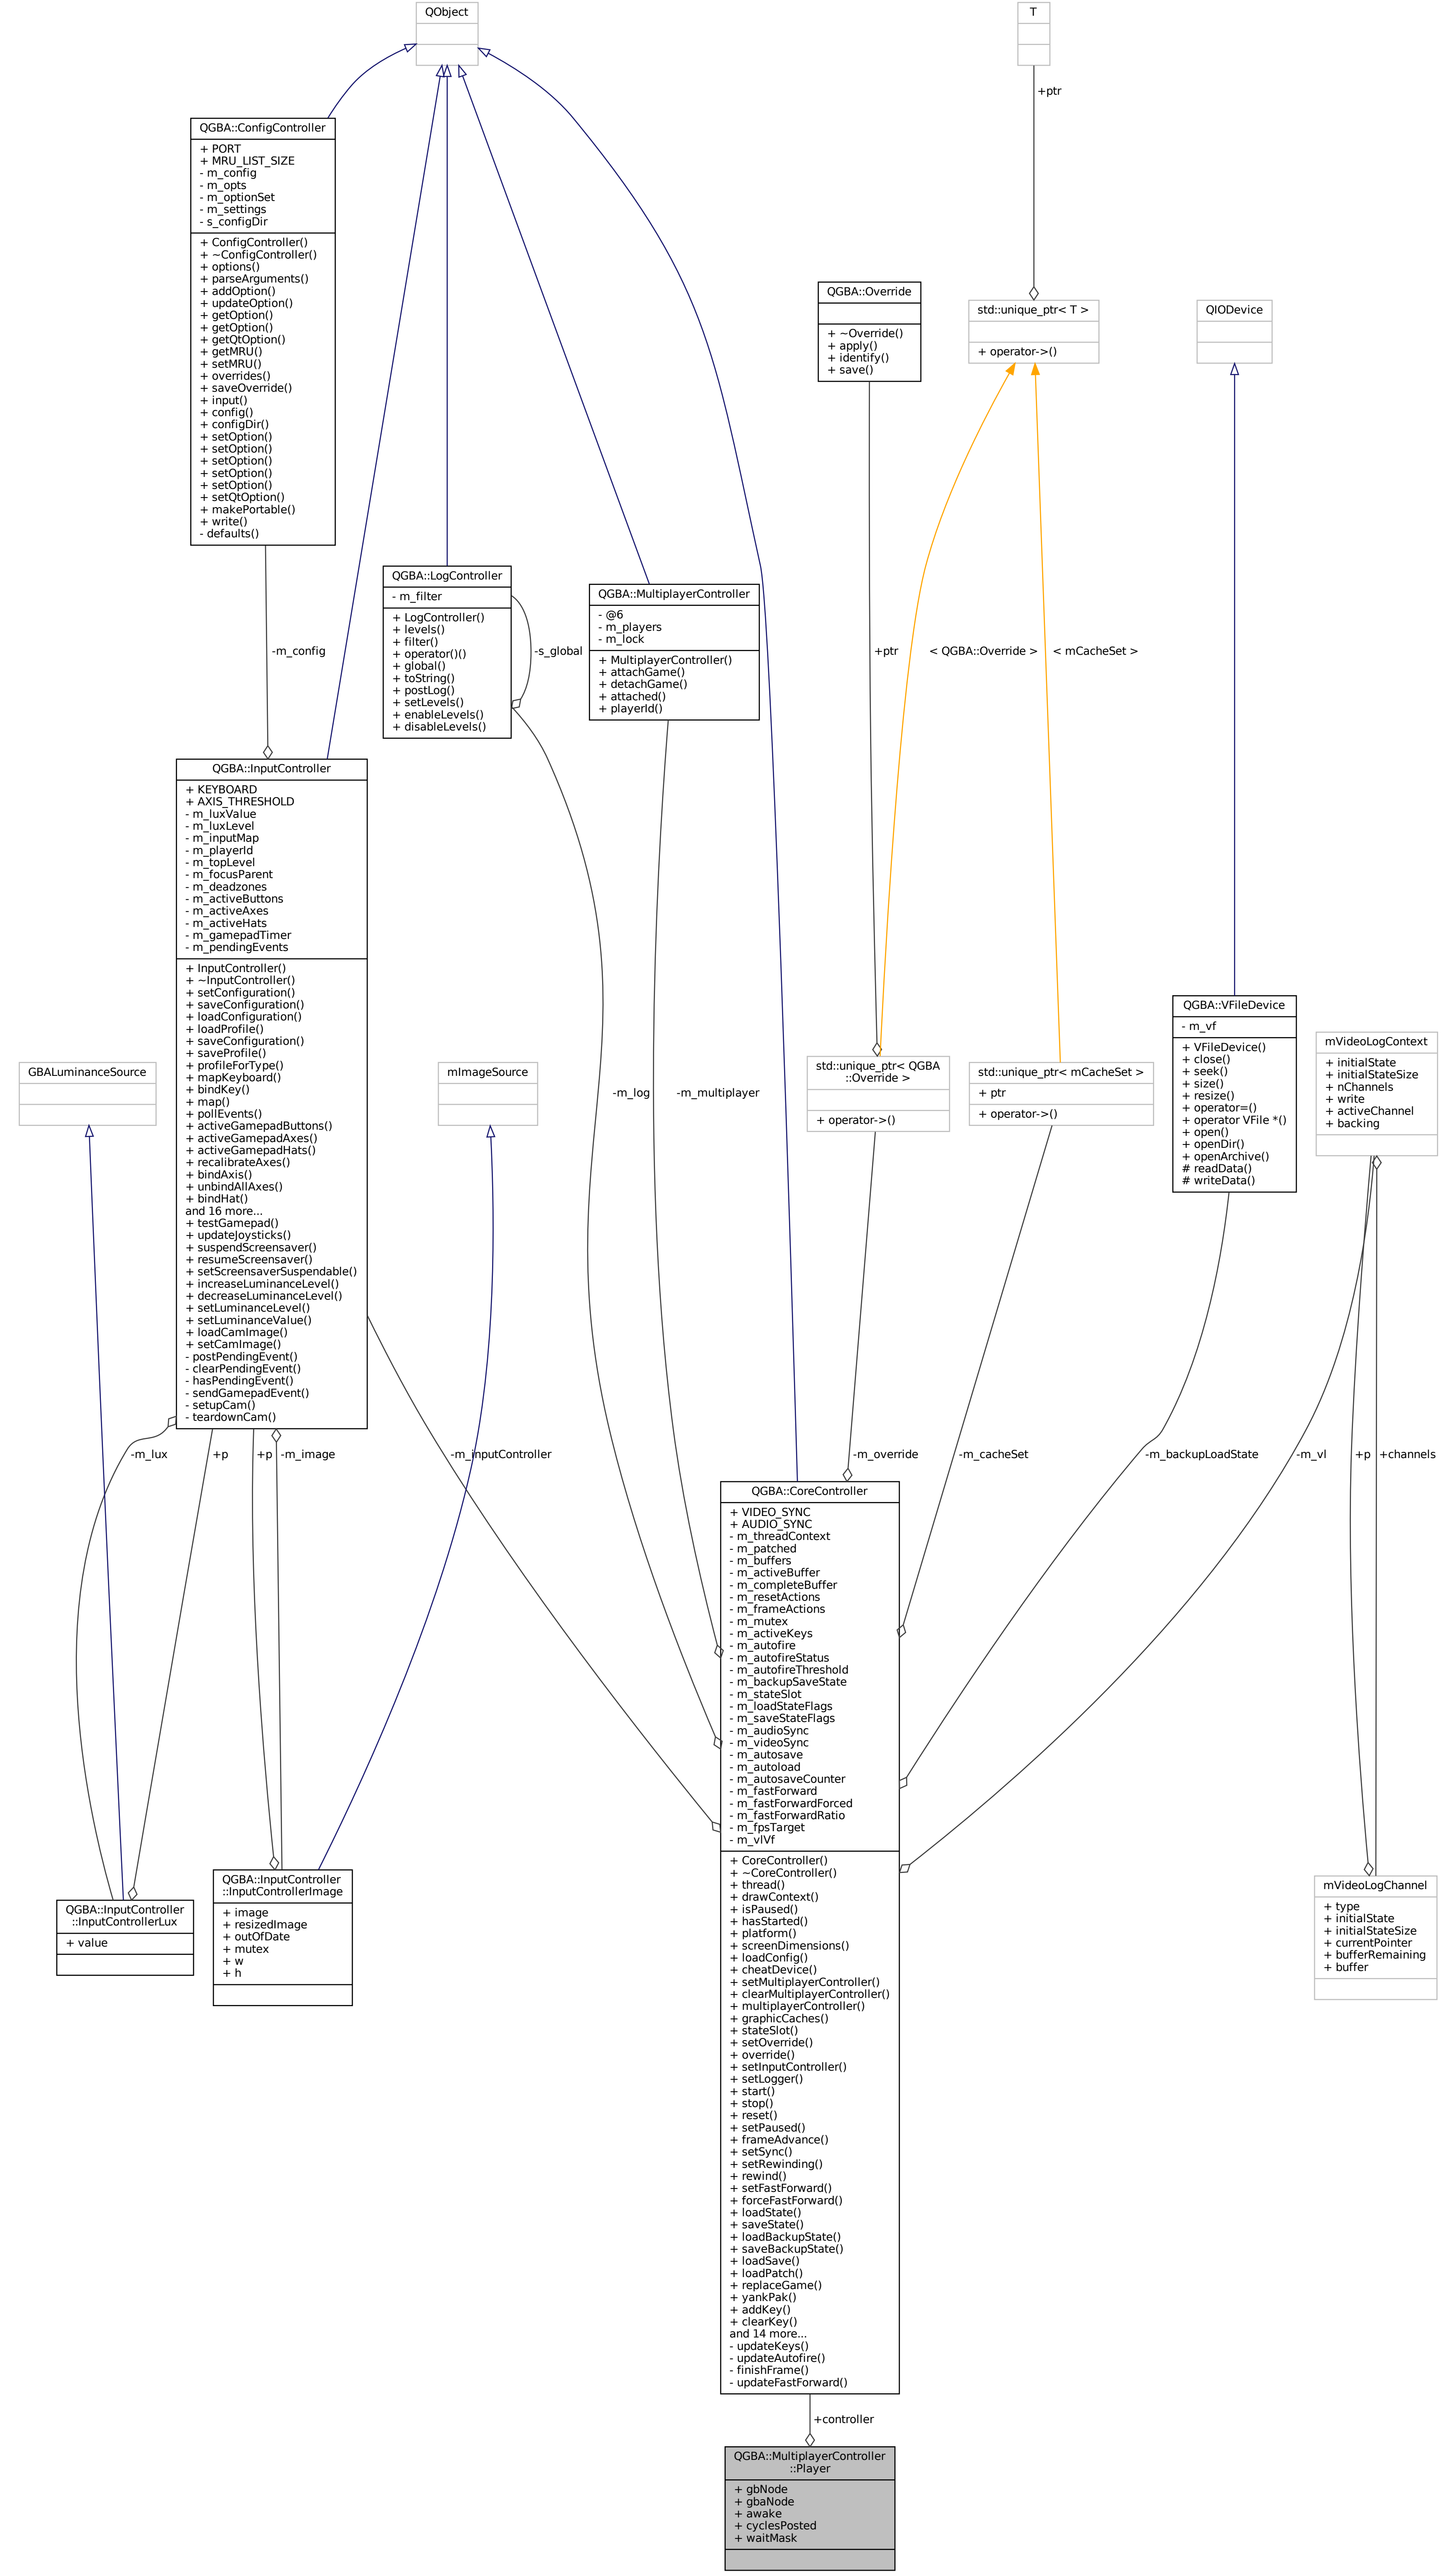 QObject
T
+ptr
QGBA::ConfigController
+ PORT
+ MRU_LIST_SIZE
- m_config
- m_opts
- m_optionSet
- m_settings
- s_configDir
+ ConfigController()
+ ~ConfigController()
+ options()
+ parseArguments()
+ addOption()
+ updateOption()
+ getOption()
+ getOption()
+ getQtOption()
+ getMRU()
+ setMRU()
+ overrides()
+ saveOverride()
+ input()
+ config()
+ configDir()
+ setOption()
+ setOption()
+ setOption()
+ setOption()
+ setOption()
+ setQtOption()
+ makePortable()
+ write()
- defaults()
QGBA::Override
+ ~Override()
+ apply()
+ identify()
+ save()
std::unique_ptr< T >
+ operator->()
QIODevice
QGBA::LogController
- m_filter
+ LogController()
+ levels()
+ filter()
+ operator()()
+ global()
+ toString()
+ postLog()
+ setLevels()
+ enableLevels()
+ disableLevels()
-s_global
QGBA::MultiplayerController
- @6
- m_players
- m_lock
+ MultiplayerController()
+ attachGame()
+ detachGame()
+ attached()
+ playerId()
-m_config
+ptr
< QGBA::Override >
< mCacheSet >
QGBA::InputController
+ KEYBOARD
+ AXIS_THRESHOLD
- m_luxValue
- m_luxLevel
- m_inputMap
- m_playerId
- m_topLevel
- m_focusParent
- m_deadzones
- m_activeButtons
- m_activeAxes
- m_activeHats
- m_gamepadTimer
- m_pendingEvents
+ InputController()
+ ~InputController()
+ setConfiguration()
+ saveConfiguration()
+ loadConfiguration()
+ loadProfile()
+ saveConfiguration()
+ saveProfile()
+ profileForType()
+ mapKeyboard()
+ bindKey()
+ map()
+ pollEvents()
+ activeGamepadButtons()
+ activeGamepadAxes()
+ activeGamepadHats()
+ recalibrateAxes()
+ bindAxis()
+ unbindAllAxes()
+ bindHat()
and 16 more...
+ testGamepad()
+ updateJoysticks()
+ suspendScreensaver()
+ resumeScreensaver()
+ setScreensaverSuspendable()
+ increaseLuminanceLevel()
+ decreaseLuminanceLevel()
+ setLuminanceLevel()
+ setLuminanceValue()
+ loadCamImage()
+ setCamImage()
- postPendingEvent()
- clearPendingEvent()
- hasPendingEvent()
- sendGamepadEvent()
- setupCam()
- teardownCam()
GBALuminanceSource
mImageSource
-m_log
-m_multiplayer
std::unique_ptr< QGBA
::Override >
+ operator->()
std::unique_ptr< mCacheSet >
+ ptr
+ operator->()
QGBA::VFileDevice
- m_vf
+ VFileDevice()
+ close()
+ seek()
+ size()
+ resize()
+ operator=()
+ operator VFile *()
+ open()
+ openDir()
+ openArchive()
# readData()
# writeData()
mVideoLogContext
+ initialState
+ initialStateSize
+ nChannels
+ write
+ activeChannel
+ backing
-m_lux
+p
+p
-m_image
-m_inputController
-m_override
-m_cacheSet
-m_backupLoadState
-m_vl
+p
+channels
QGBA::CoreController
+ VIDEO_SYNC
+ AUDIO_SYNC
- m_threadContext
- m_patched
- m_buffers
- m_activeBuffer
- m_completeBuffer
- m_resetActions
- m_frameActions
- m_mutex
- m_activeKeys
- m_autofire
- m_autofireStatus
- m_autofireThreshold
- m_backupSaveState
- m_stateSlot
- m_loadStateFlags
- m_saveStateFlags
- m_audioSync
- m_videoSync
- m_autosave
- m_autoload
- m_autosaveCounter
- m_fastForward
- m_fastForwardForced
- m_fastForwardRatio
- m_fpsTarget
- m_vlVf
+ CoreController()
+ ~CoreController()
+ thread()
+ drawContext()
+ isPaused()
+ hasStarted()
+ platform()
+ screenDimensions()
+ loadConfig()
+ cheatDevice()
+ setMultiplayerController()
+ clearMultiplayerController()
+ multiplayerController()
+ graphicCaches()
+ stateSlot()
+ setOverride()
+ override()
+ setInputController()
+ setLogger()
+ start()
+ stop()
+ reset()
+ setPaused()
+ frameAdvance()
+ setSync()
+ setRewinding()
+ rewind()
+ setFastForward()
+ forceFastForward()
+ loadState()
+ saveState()
+ loadBackupState()
+ saveBackupState()
+ loadSave()
+ loadPatch()
+ replaceGame()
+ yankPak()
+ addKey()
+ clearKey()
and 14 more...
- updateKeys()
- updateAutofire()
- finishFrame()
- updateFastForward()
QGBA::InputController
::InputControllerLux
+ value
QGBA::InputController
::InputControllerImage
+ image
+ resizedImage
+ outOfDate
+ mutex
+ w
+ h
mVideoLogChannel
+ type
+ initialState
+ initialStateSize
+ currentPointer
+ bufferRemaining
+ buffer
+controller
QGBA::MultiplayerController
::Player
+ gbNode
+ gbaNode
+ awake
+ cyclesPosted
+ waitMask